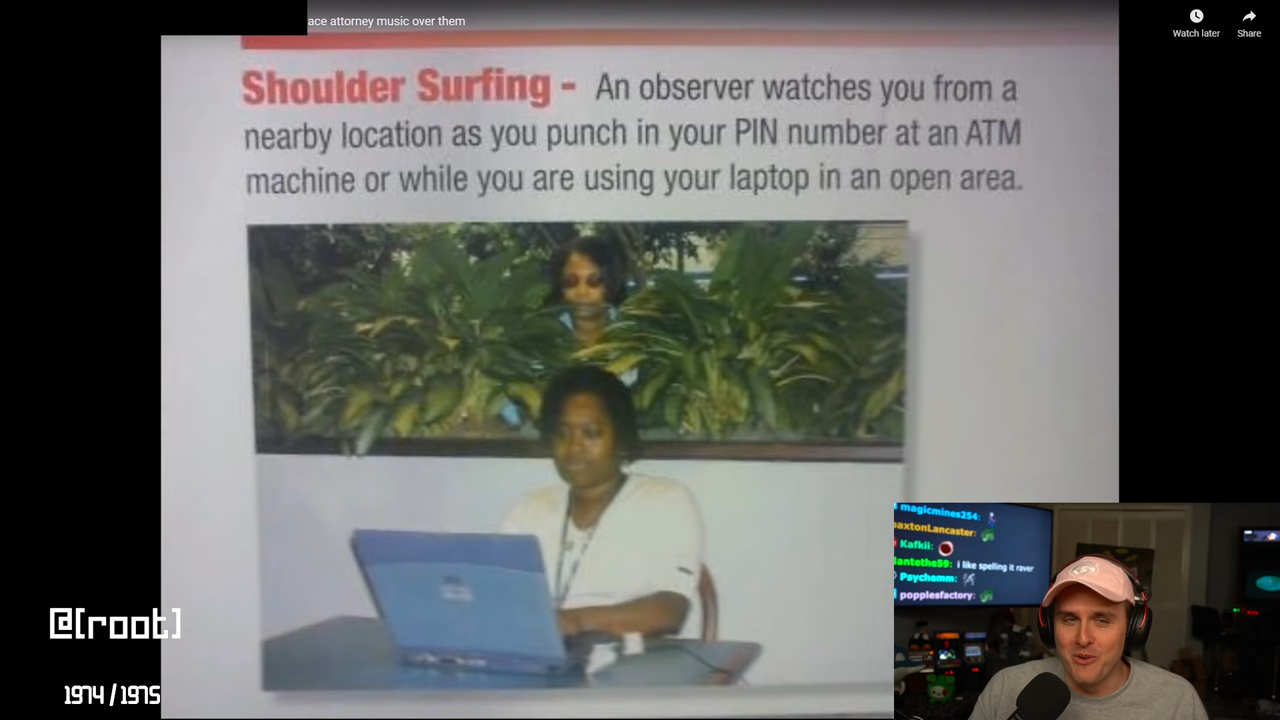 ace attorney music over them
Watch later
Share
Shoulder Surfing - An observer watches you from a
nearby location as you punch in your PIN number at an ATM
machine or while you are using your laptop in an open area.
magicmines254:
axtonLancaster:
Kafkii:
lantethe59: i like spelling it raver
Psychemm:
popplesfactory:
@[root]
1974/1975